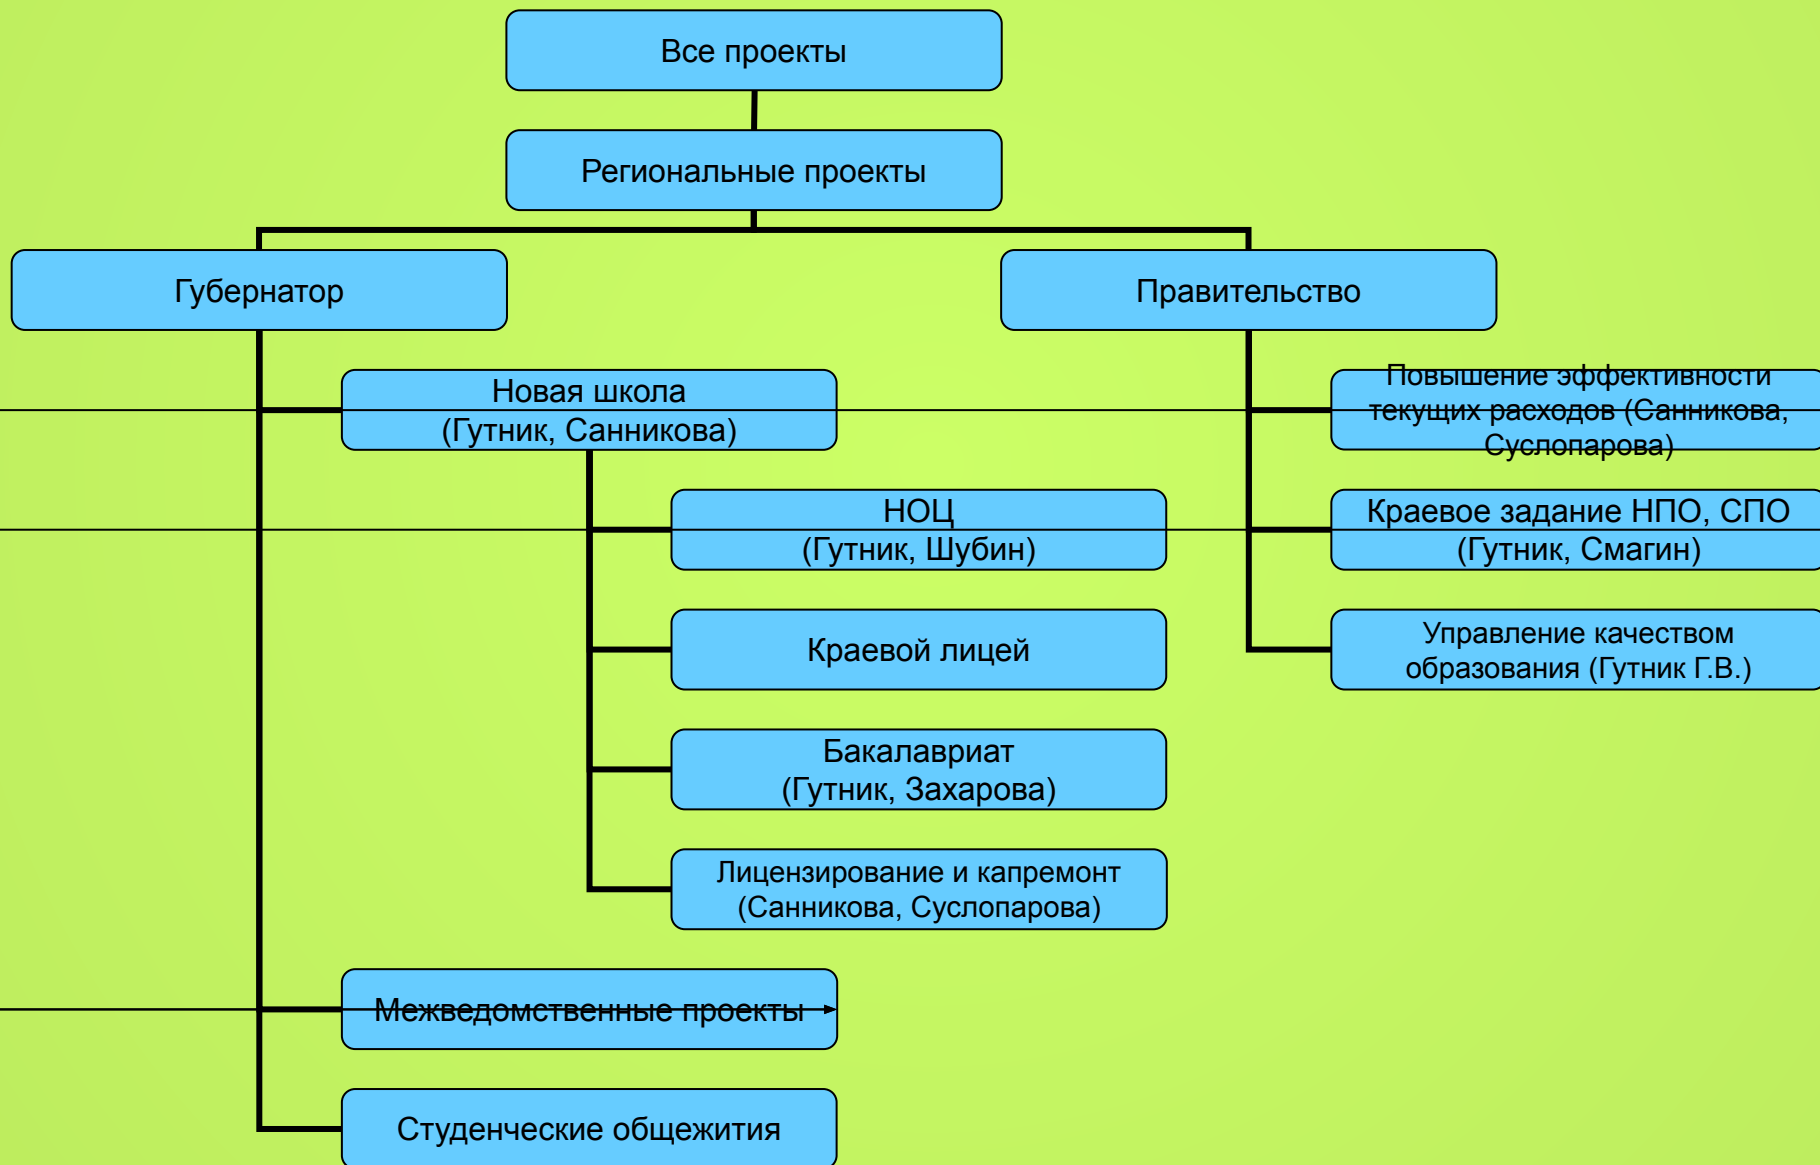 Все проекты
Региональные проекты
Губернатор
Правительство
Новая школа
(Гутник, Санникова)
Повышение эффективности
текущих расходов (Санникова,
Суслопарова)
НОЦ
(Гутник, Шубин)
Краевое задание НПО, СПО
(Гутник, Смагин)
Краевой лицей
Управление качеством
образования (Гутник Г.В.)
Бакалавриат
(Гутник, Захарова)
Лицензирование и капремонт
(Санникова, Суслопарова)
Межведомственные проекты
Студенческие общежития